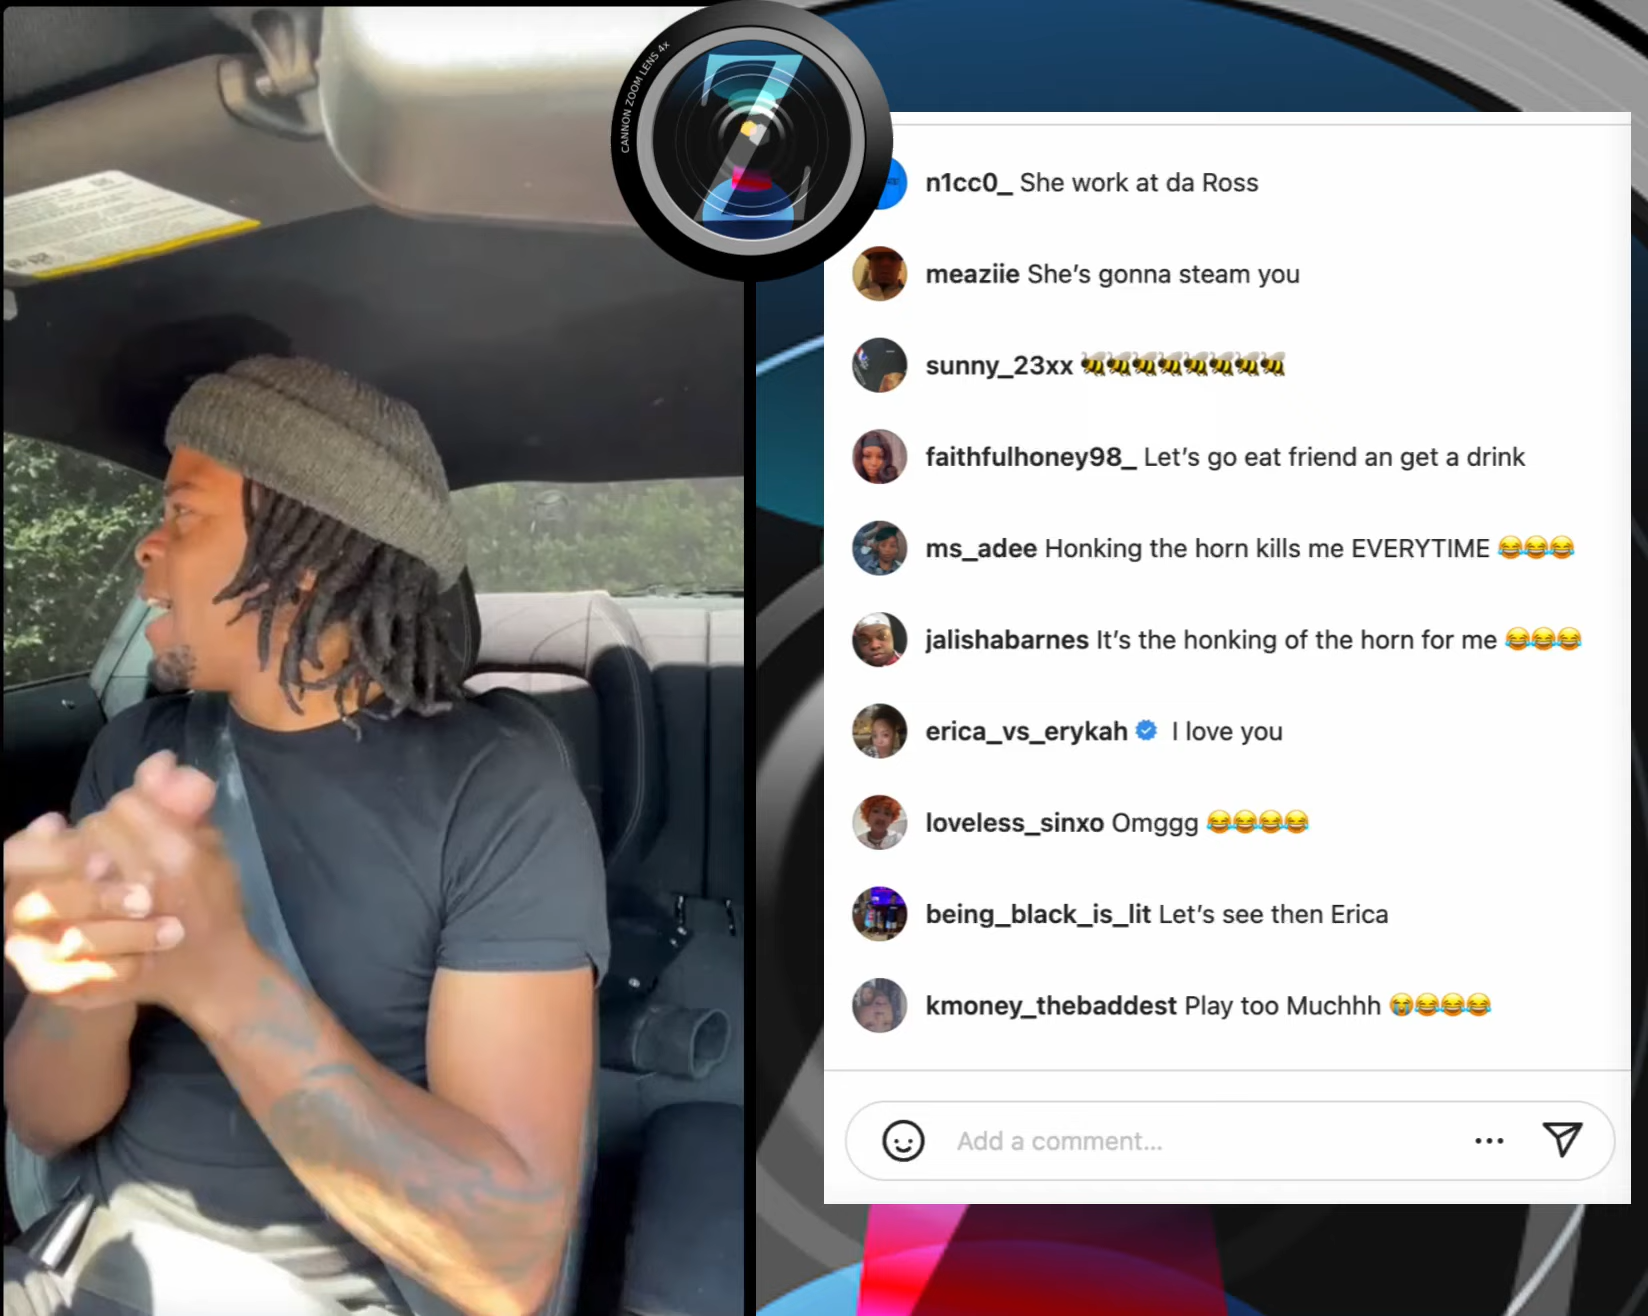 CANNON ZOOM LENS 4x
n1cc0_ She work at da Ross
meaziie She's gonna steam you
sunny_23xx 🐝🐝🐝🐝🐝🐝🐝🐝
faithfulhoney98_ Let's go eat friend an get a drink
ms_adee Honking the horn kills me EVERYTIME 😂😂😂
jalishabarnes It's the honking of the horn for me 😂😂😂
erica_vs_erykah I love you
loveless_sinxo Omggg 😂😂😂😂
being_black_is_lit Let's see then Erica
kmoney_thebaddest Play too Muchhh 😭😂😂😂
Add a comment...